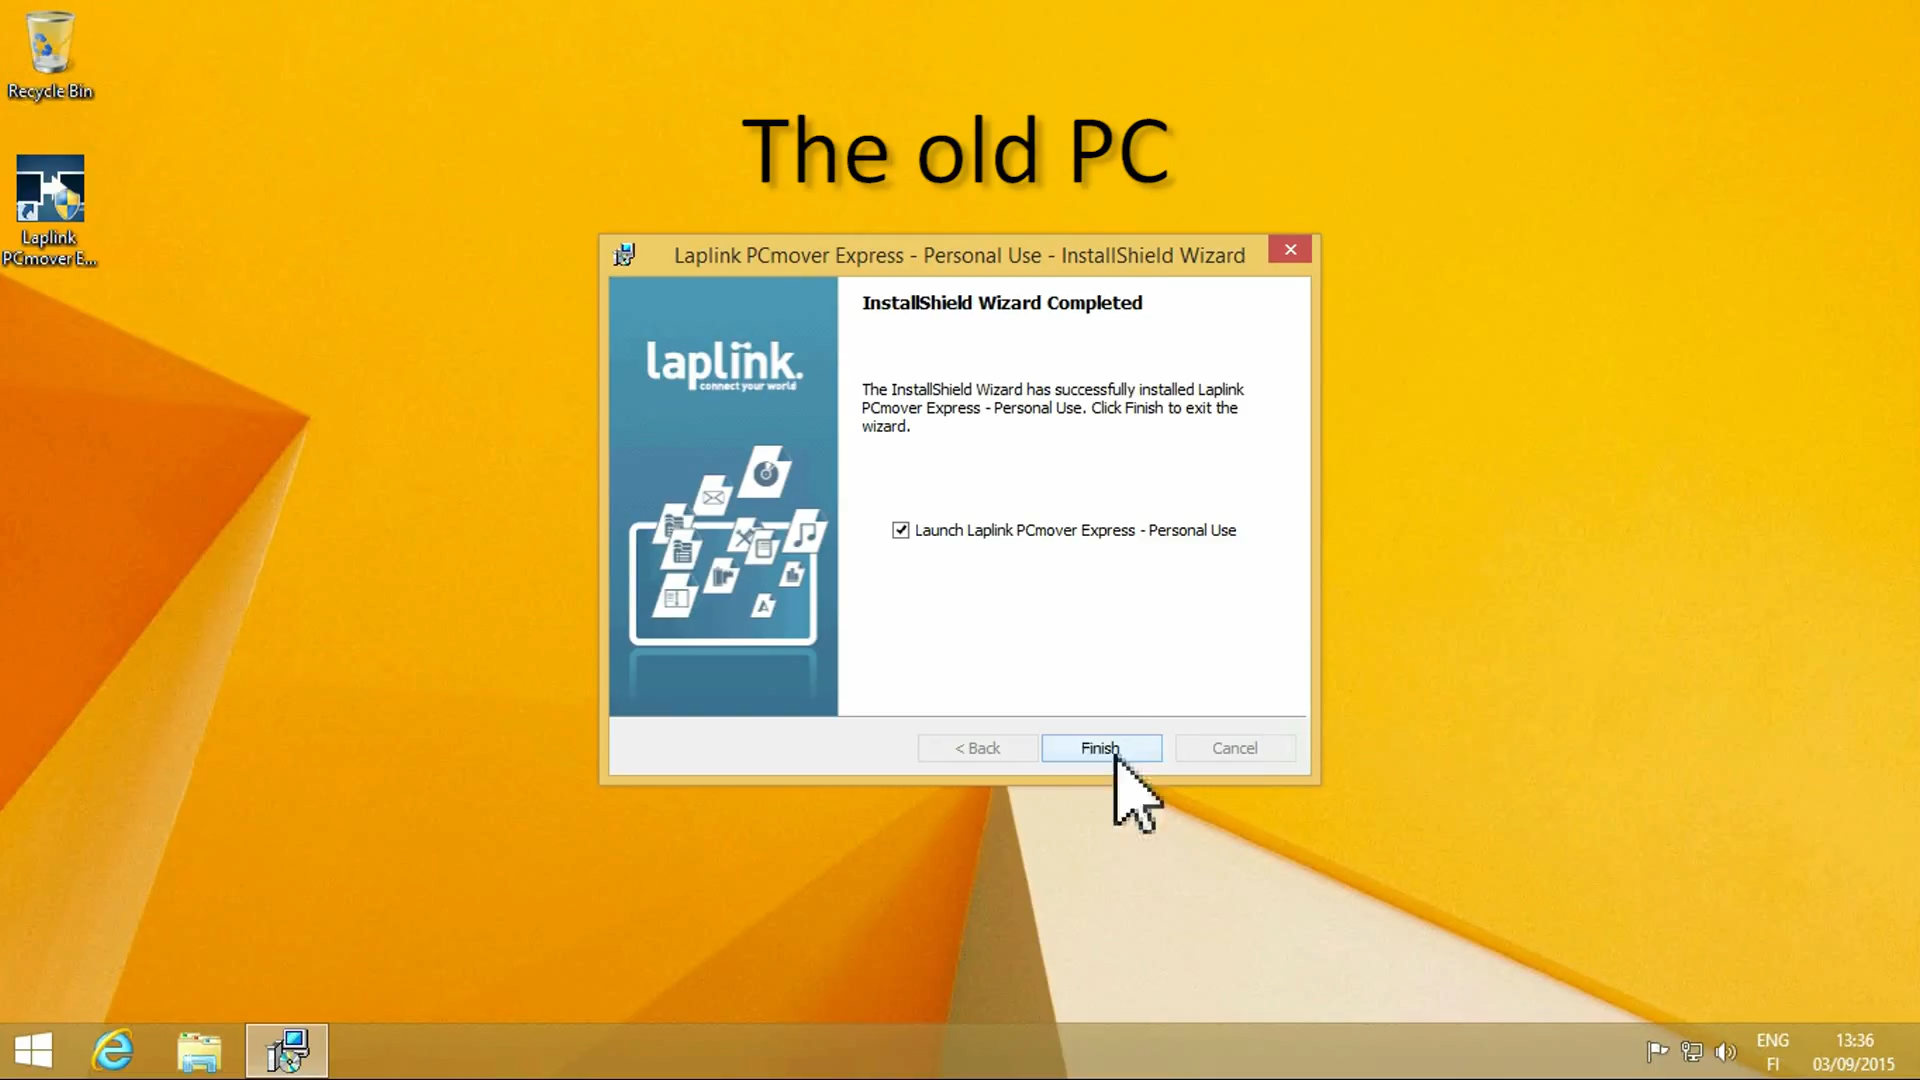 Recycle Bin
The old PC
Laplink
PCmover E...
Laplink PCmover Express - Personal Use - InstallShield Wizard
InstallShield Wizard Completed
laplink.
connect your world
The InstallShield Wizard has successfully installed Laplink
PCmover Express - Personal Use. Click Finish to exit the
wizard.
Launch Laplink PCmover Express - Personal Use
< Back
Finish
Cancel
ENG
FI
13:36
03/09/2015